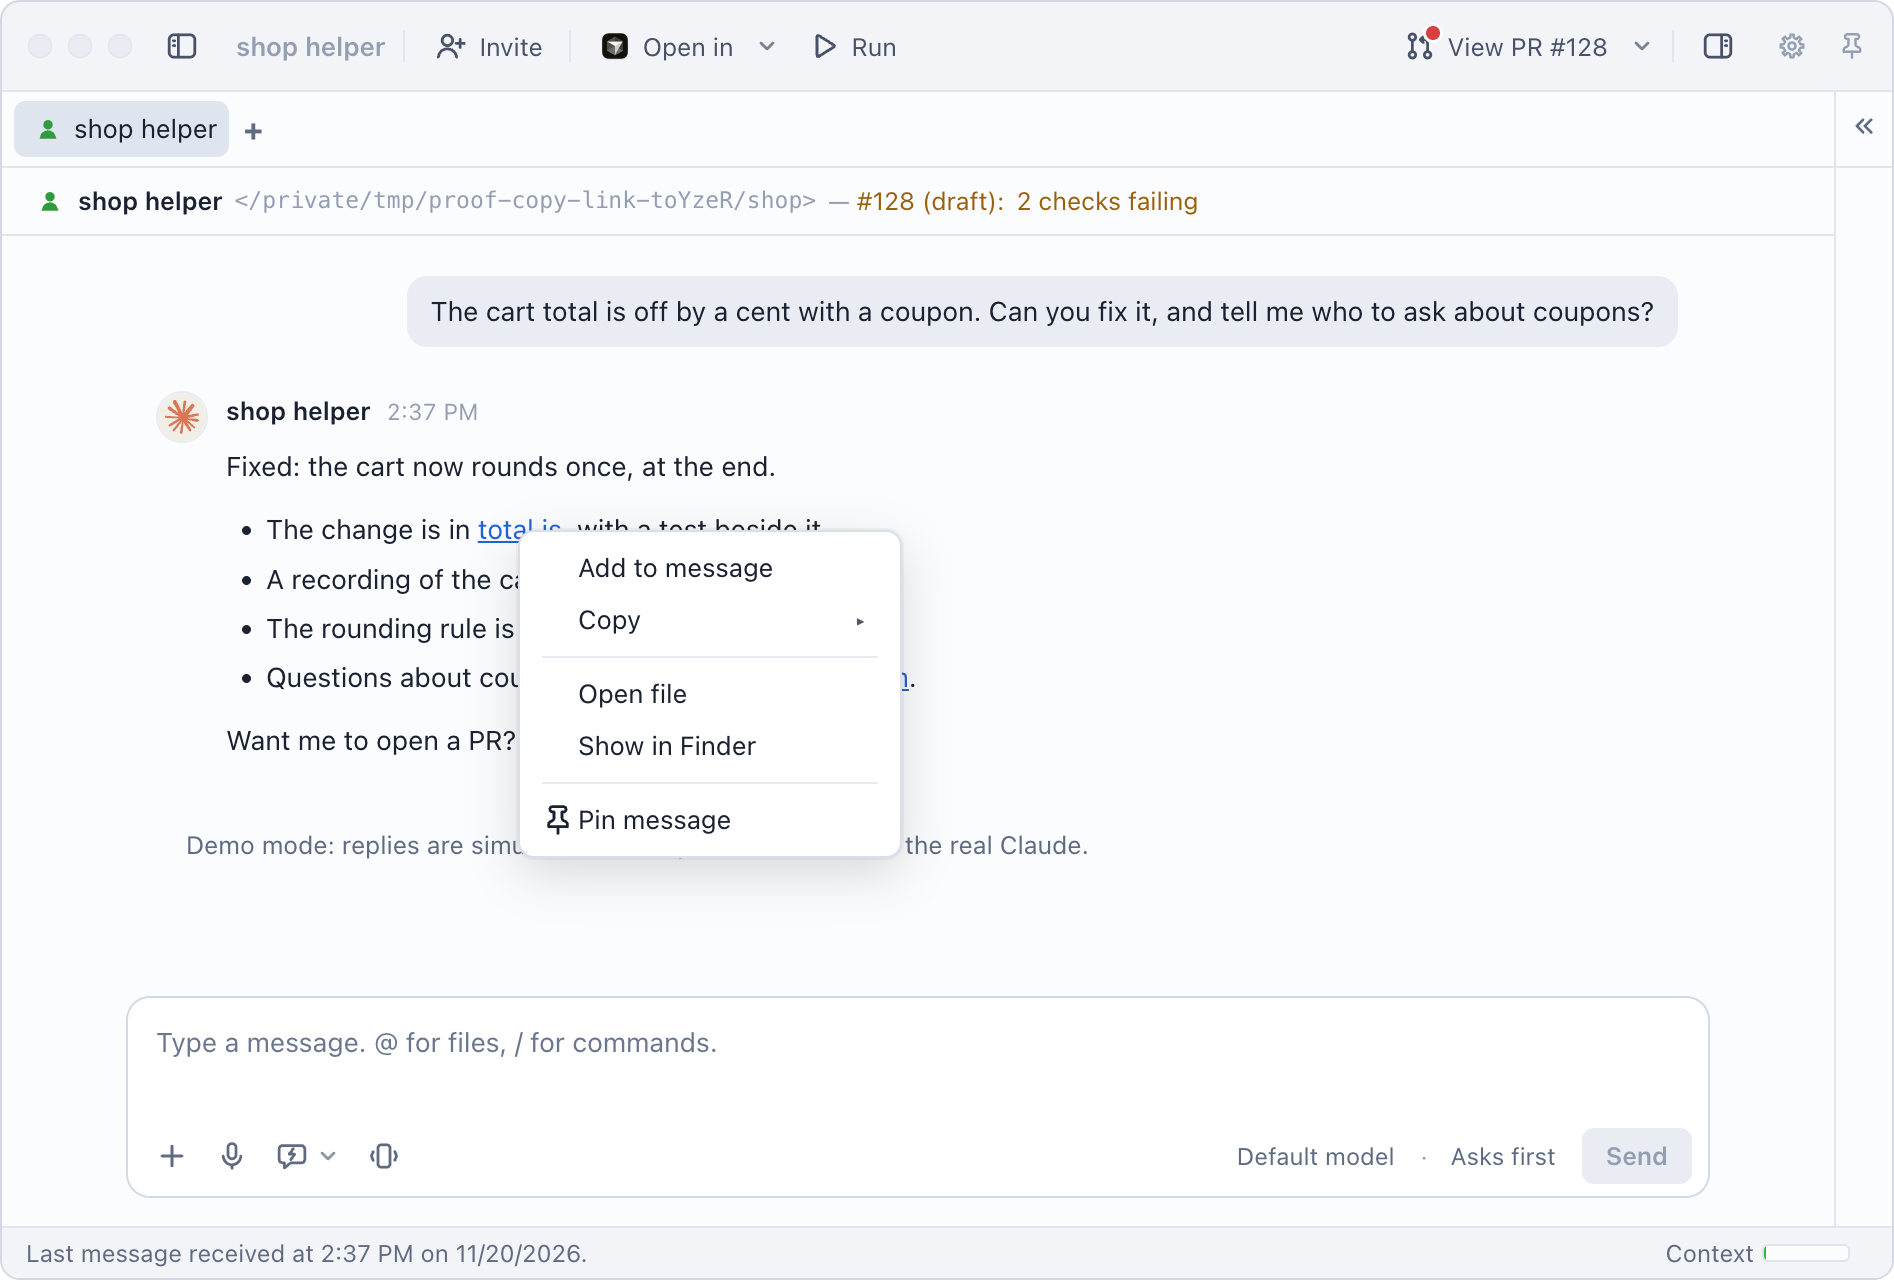 shop helper Invite Open in Run View PR #128
shop helper
shop helper </private/tmp/proof-copy-link-toYzeR/shop> — #128 (draft): 2 checks failing
The cart total is off by a cent with a coupon. Can you fix it, and tell me who to ask about coupons?
shop helper 2:37 PM
Fixed: the cart now rounds once, at the end.
• The change is in total.js, with a test beside it
• A recording of the
• The rounding rule is
• Questions about
Want me to open a PR?
Add to message
Copy
Open file
Show in Finder
Pin message
Demo mode: replies are the real Claude.
Type a message. @ for files, / for commands.
Default model · Asks first Send
Last message received at 2:37 PM on 11/20/2026. Context